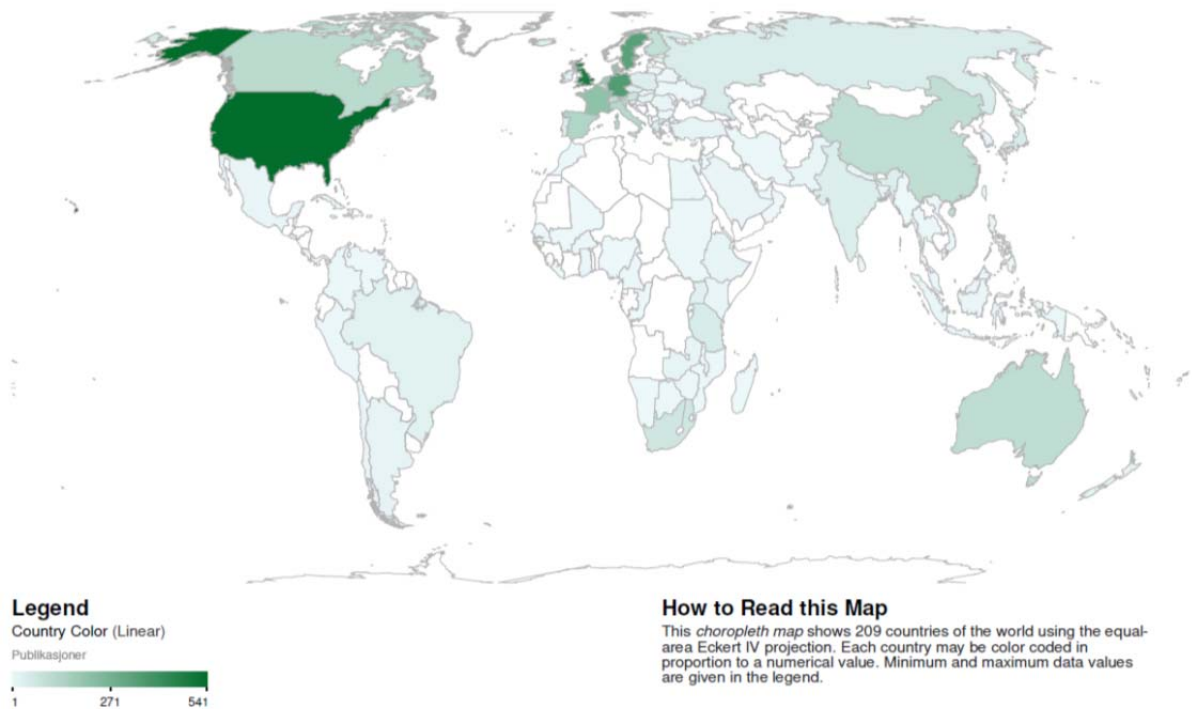 Legend
Country Color (Linear)
Publikasjoner
1 271 541
How to Read this Map
This choropleth map shows 209 countries of the world using the equal-
area Eckert IV projection. Each country may be color coded in
proportion to a numerical value. Minimum and maximum data values
are given in the legend.